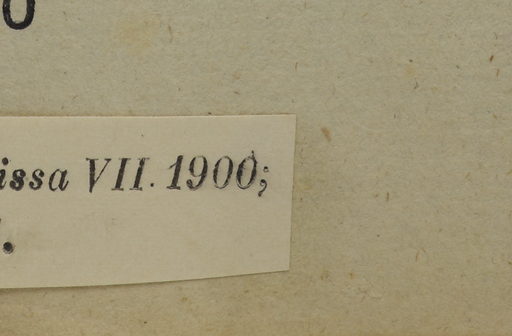 issa VII. 1900;
.